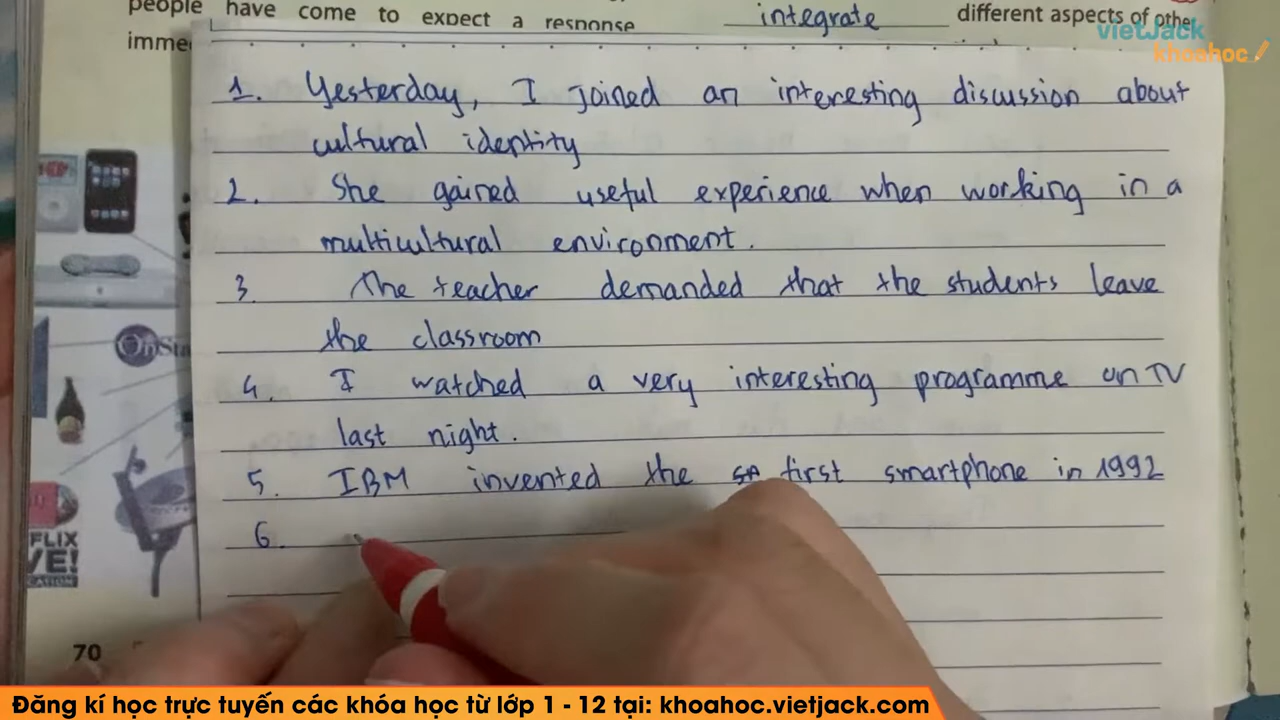 people have come to expect a response
integrate different aspects of other
imme
vietJack
khoahoc
1. Yesterday, I joined an interesting discussion about
cultural identity
2. She gained useful experience when working in a
multicultural environment.
3. The teacher demanded that the students leave
the classroom
4. I watched a very interesting programme on TV
last night.
5. IBM invented the first smartphone in 1992
6.
OnSta
FLIX
VE!
70
Đăng kí học trực tuyến các khóa học từ lớp 1 - 12 tại: khoahoc.vietjack.com